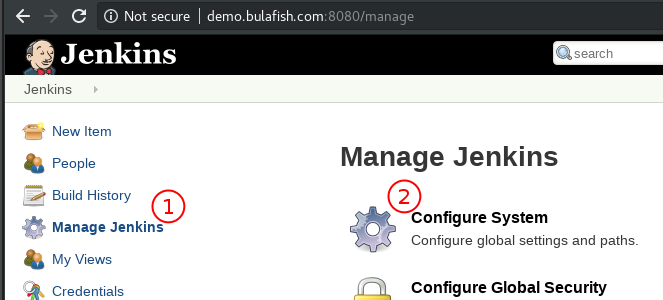 Not secure demo.bulafish.com:8080/manage
Jenkins
search
Jenkins
New Item
People
Build History
1
Manage Jenkins
My Views
Credentials
Manage Jenkins
2
Configure System
Configure global settings and paths.
Configure Global Security